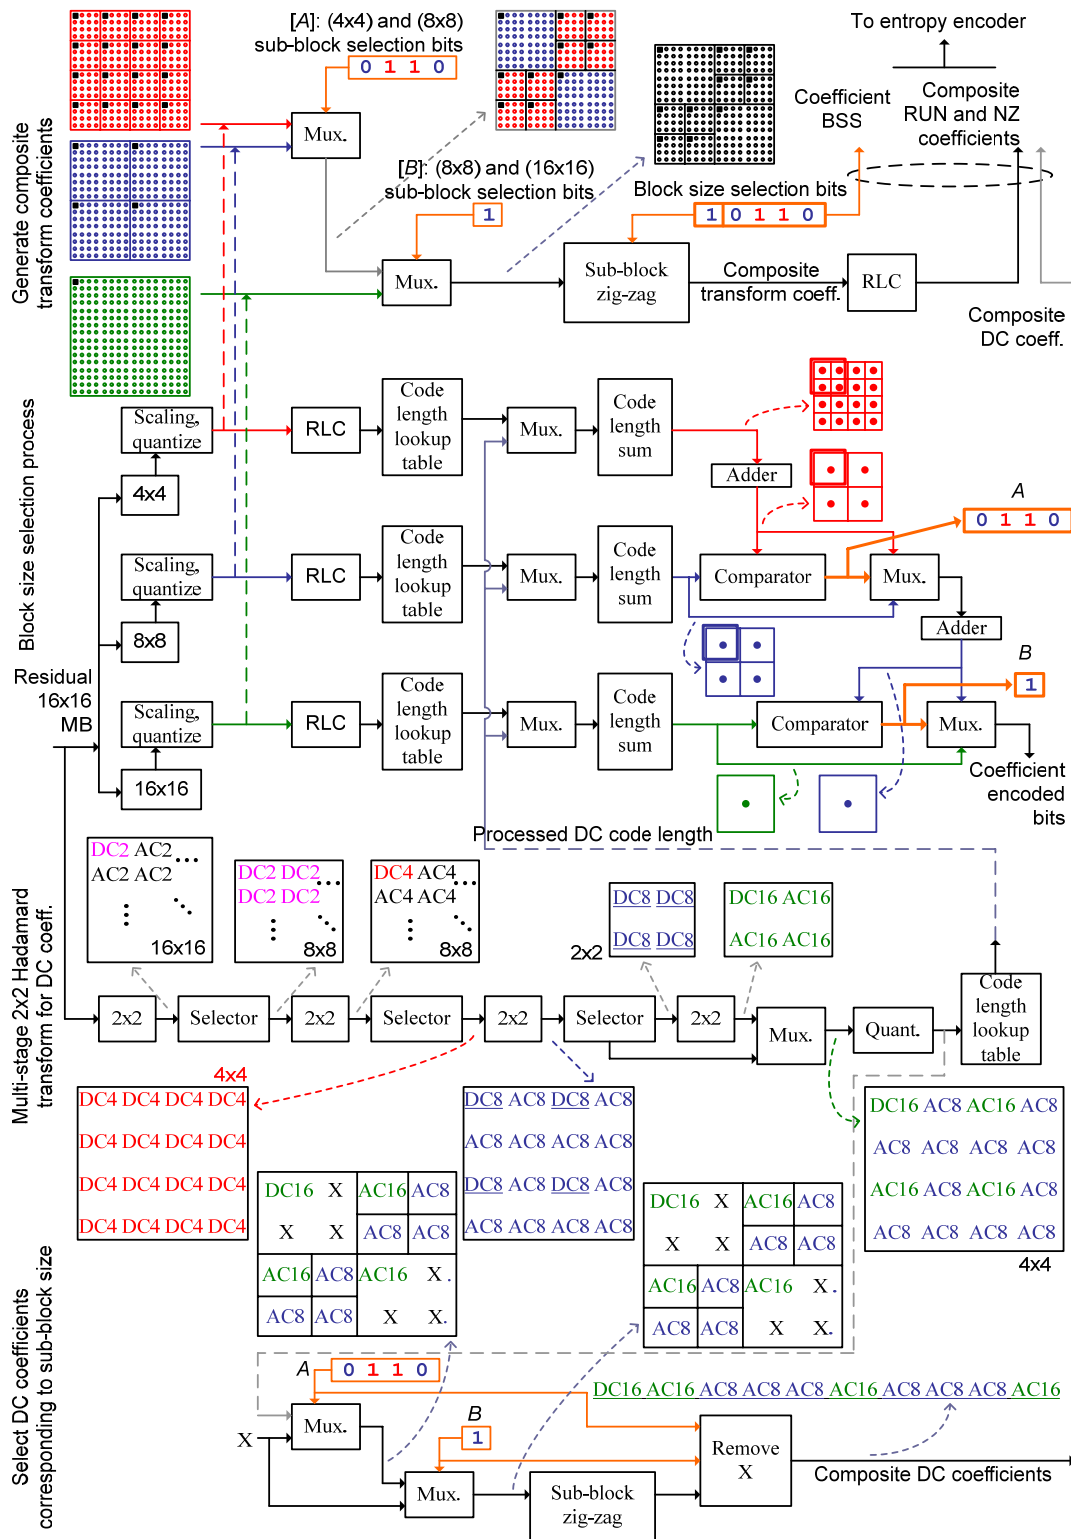 [A]: (4x4) and (8x8)
sub-block selection bits
0 1 1 0
To entropy encoder
Coefficient
BSS
Composite
RUN and NZ
coefficients
Mux.
[B]: (8x8) and (16x16)
sub-block selection bits
1
Block size selection bits
1 0 1 1 0
Generate composite
transform coefficients
Mux.
Sub-block
zig-zag
Composite
transform coeff.
RLC
Composite
DC coeff.
Block size selection process
Scaling,
quantize
4x4
RLC
Code
length
lookup
table
Mux.
Code
length
sum
Adder
A
0 1 1 0
Scaling,
quantize
8x8
RLC
Code
length
lookup
table
Mux.
Code
length
sum
Comparator
Mux.
Adder
B
1
Residual
16x16
MB
Scaling,
quantize
16x16
RLC
Code
length
lookup
table
Mux.
Code
length
sum
Comparator
Mux.
Coefficient
encoded
bits
Processed DC code length
Multi-stage 2x2 Hadamard
transform for DC coeff.
DC2 AC2 ...
AC2 AC2
16x16
DC2 DC2 ...
DC2 DC2
8x8
DC4 AC4 ...
AC4 AC4
8x8
DC8 DC8
DC8 DC8
2x2
DC16 AC16
AC16 AC16
2x2
Selector
2x2
Selector
2x2
Selector
2x2
Mux.
Quant.
Code
length
lookup
table
4x4
DC4 DC4 DC4 DC4
DC4 DC4 DC4 DC4
DC4 DC4 DC4 DC4
DC4 DC4 DC4 DC4
DC8 AC8 DC8 AC8
AC8 AC8 AC8 AC8
DC8 AC8 DC8 AC8
AC8 AC8 AC8 AC8
DC16 AC8 AC16 AC8
AC8 AC8 AC8 AC8
AC16 AC8 AC16 AC8
AC8 AC8 AC8 AC8
4x4
Select DC coefficients
corresponding to sub-block size
DC16 X AC16 AC8
X X AC8 AC8
AC16 AC8 AC16 X .
AC8 AC8 X X.
DC16 X AC16 AC8
X X AC8 AC8
AC16 AC8 AC16 X .
AC8 AC8 X X.
A
0 1 1 0
Mux.
X
B
1
Mux.
Sub-block
zig-zag
Remove
X
DC16 AC16 AC8 AC8 AC8 AC16 AC8 AC8 AC8 AC16
Composite DC coefficients